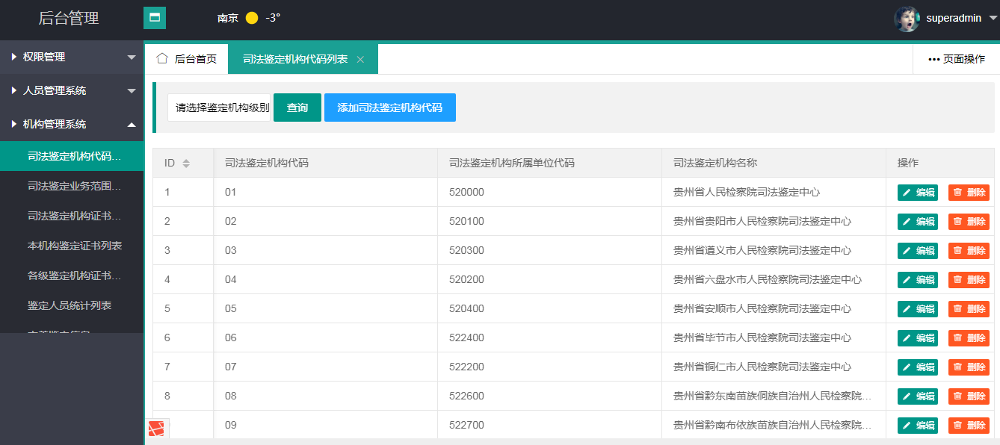 后台管理
南京 -3°
superadmin
权限管理
人员管理系统
机构管理系统
司法鉴定机构代码...
司法鉴定业务范围...
司法鉴定机构证书...
本机构鉴定证书列表
各级鉴定机构证书...
鉴定人员统计列表
后台首页
司法鉴定机构代码列表
页面操作
请选择鉴定机构级别
查询
添加司法鉴定机构代码
ID 司法鉴定机构代码 司法鉴定机构所属单位代码 司法鉴定机构名称 操作
1 01 520000 贵州省人民检察院司法鉴定中心 编辑 删除
2 02 520100 贵州省贵阳市人民检察院司法鉴定中心 编辑 删除
3 03 520300 贵州省遵义市人民检察院司法鉴定中心 编辑 删除
4 04 520200 贵州省六盘水市人民检察院司法鉴定中心 编辑 删除
5 05 520400 贵州省安顺市人民检察院司法鉴定中心 编辑 删除
6 06 522400 贵州省毕节市人民检察院司法鉴定中心 编辑 删除
7 07 522200 贵州省铜仁市人民检察院司法鉴定中心 编辑 删除
8 08 522600 贵州省黔东南苗族侗族自治州人民检察院... 编辑 删除
09 522700 贵州省黔南布依族苗族自治州人民检察院... 编辑 删除